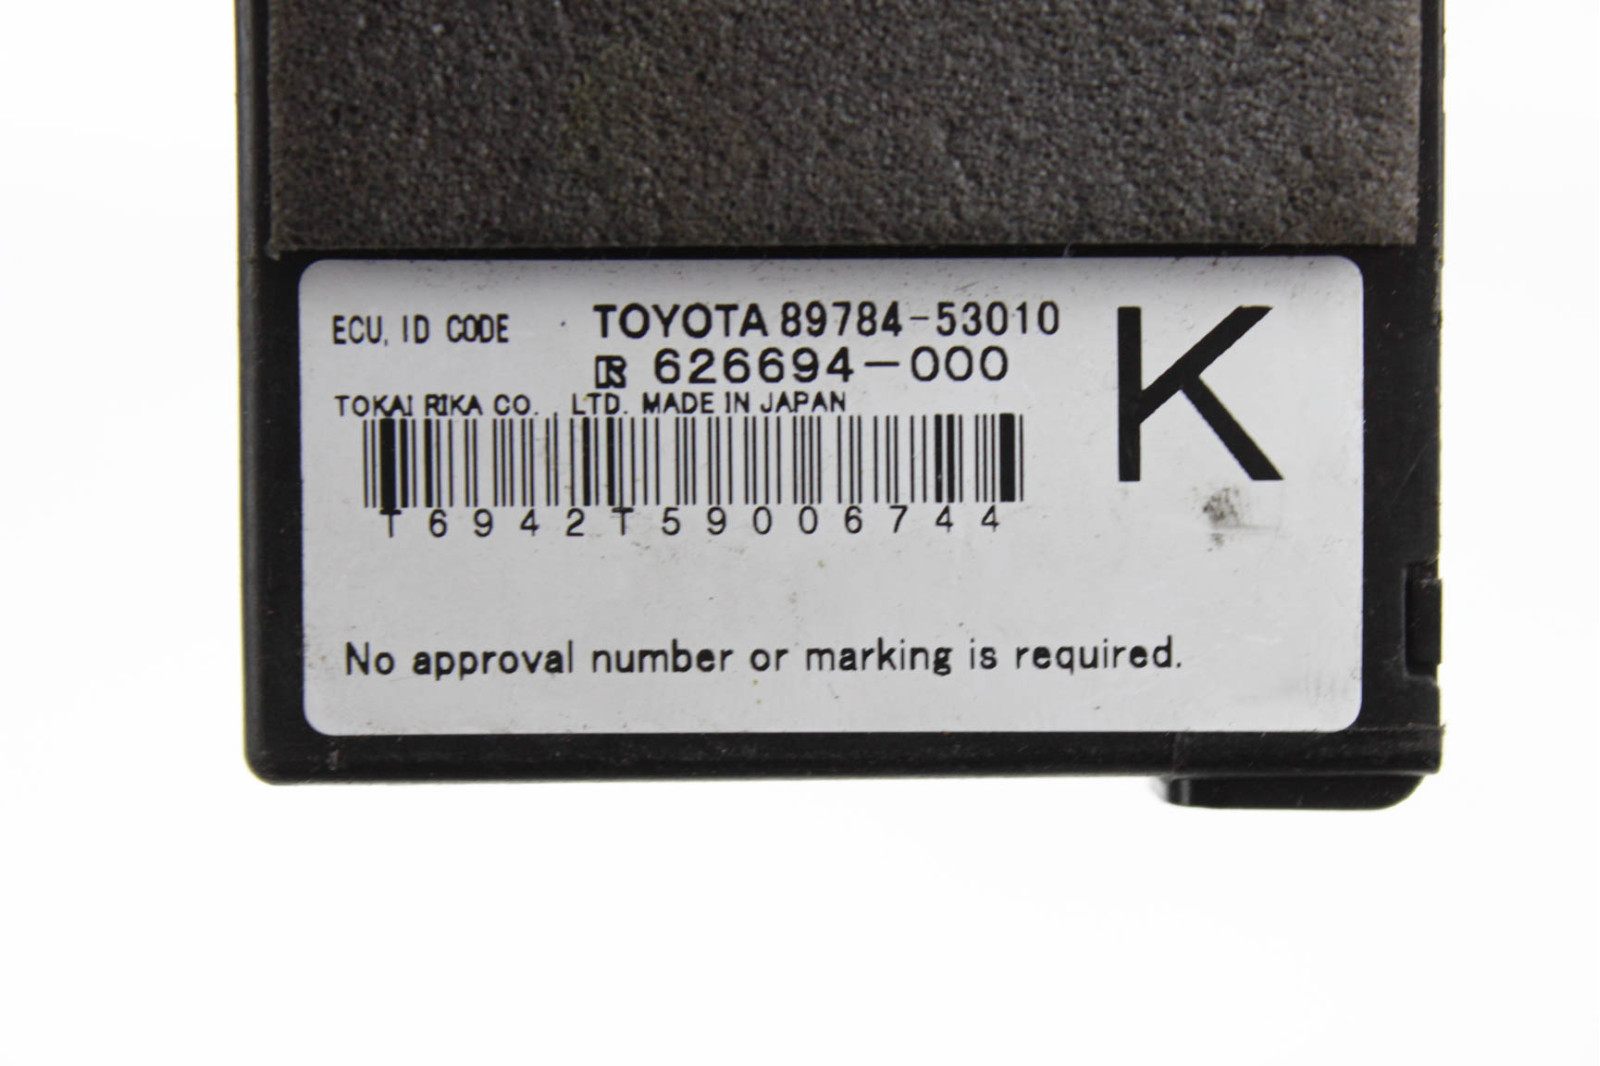 ECU, ID CODE TOYOTA 89784-53010
626694-000
K
TOKAI RIKA CO., LTD. MADE IN JAPAN
T6942T59006744
No approval number or marking is required.